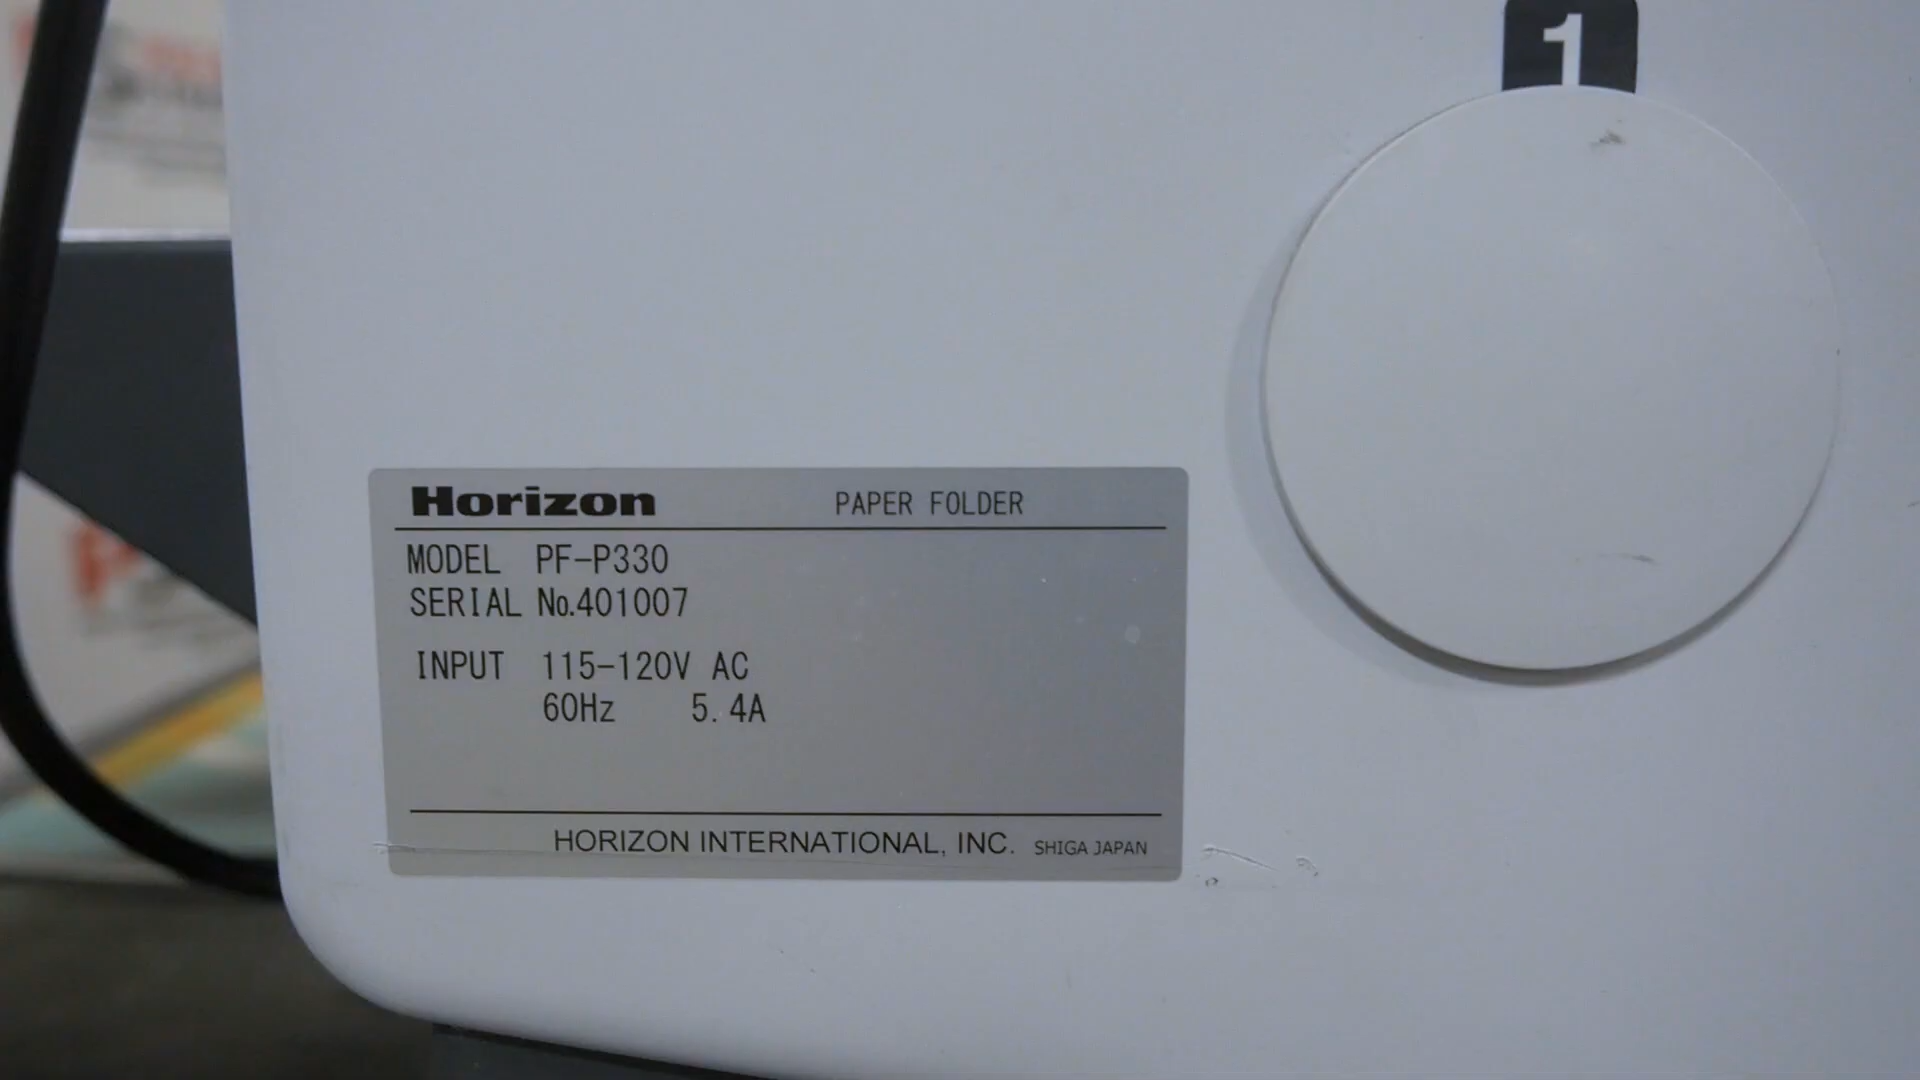 1
Horizon PAPER FOLDER
MODEL PF-P330
SERIAL No.401007
INPUT 115-120V AC
60Hz 5.4A
HORIZON INTERNATIONAL, INC. SHIGA JAPAN